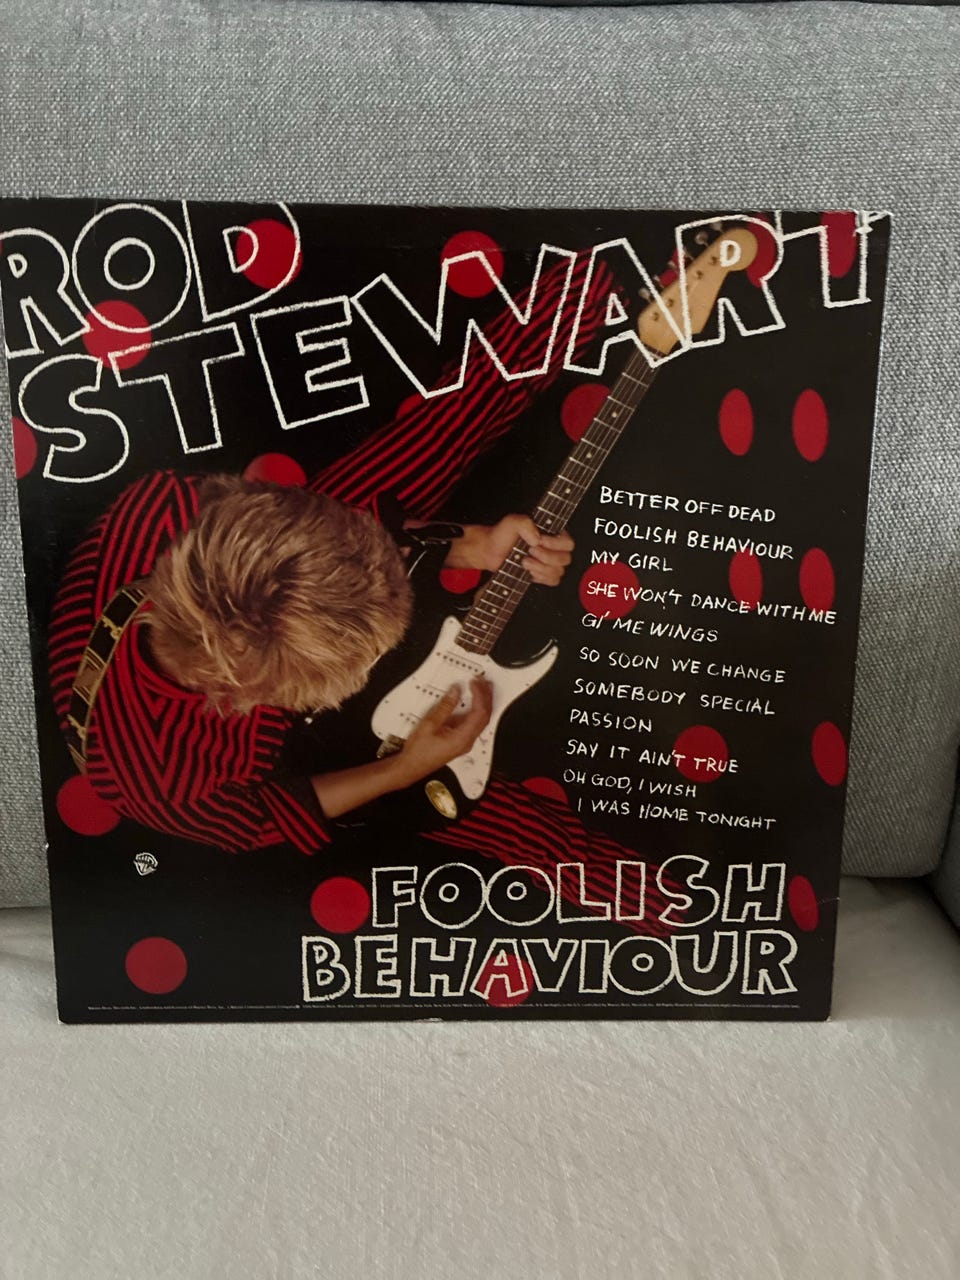 ROD
STEWART
BETTER OFF DEAD
FOOLISH BEHAVIOUR
MY GIRL
SHE WON'T DANCE WITH ME
GI' ME WINGS
SO SOON WE CHANGE
SOMEBODY SPECIAL
PASSION
SAY IT AIN'T TRUE
OH GOD, I WISH
I WAS HOME TONIGHT
FOOLISH
BEHAVIOUR